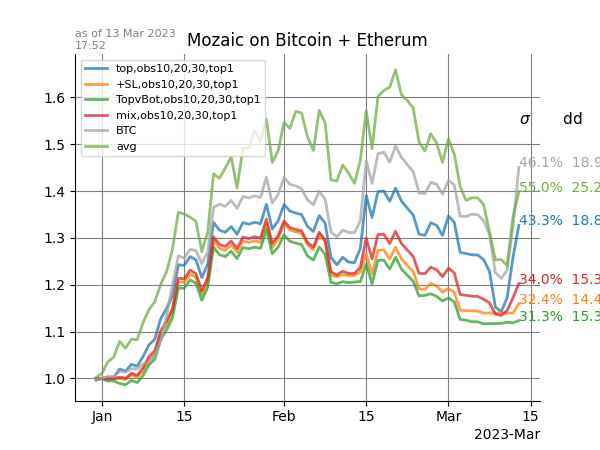 as of 13 Mar 2023
17:52
Mozaic on Bitcoin + Etherum
top,obs10,20,30,top1
+SL,obs10,20,30,top1
TopvBot,obs10,20,30,top1
mix,obs10,20,30,top1
BTC
avg
σ dd
1.6
1.5
1.4
1.3
1.2
1.1
1.0
46.1% 18.9
55.0% 25.2
43.3% 18.8
34.0% 15.3
32.4% 14.4
31.3% 15.3
Jan 15 Feb 15 Mar 15
2023-Mar